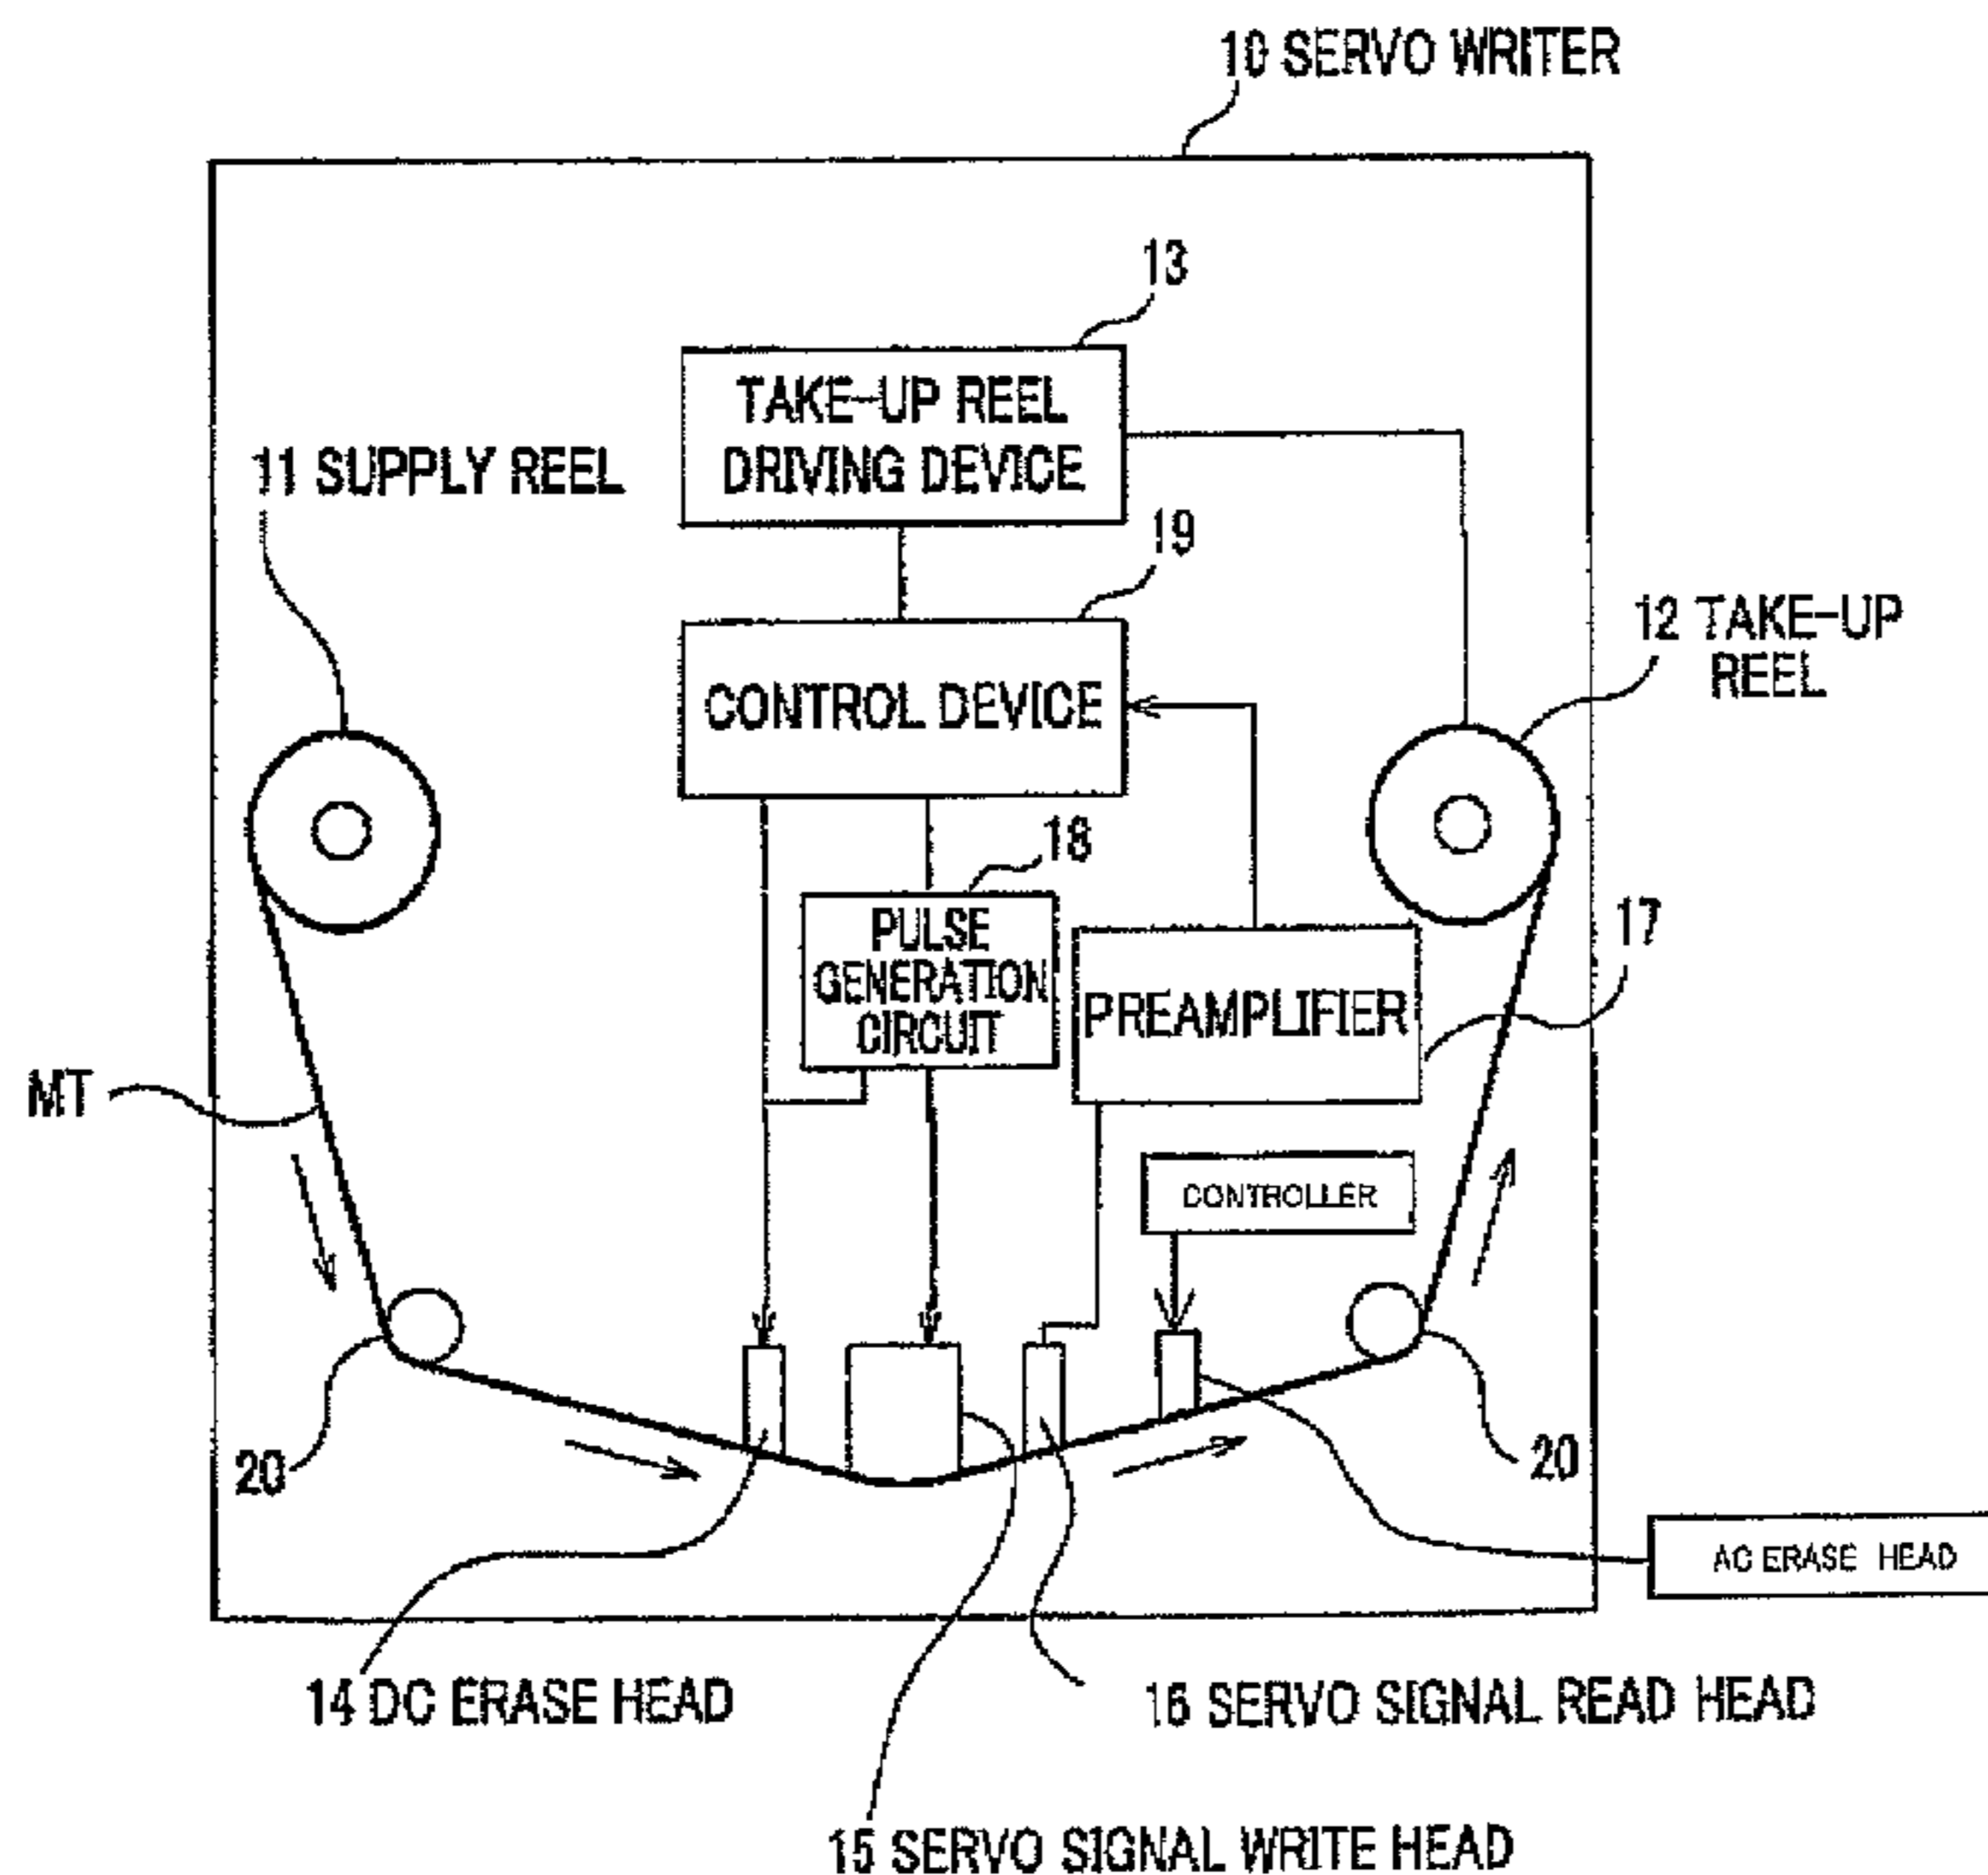 10 SERVO WRITER
13
TAKE-UP REEL
DRIVING DEVICE
11 SUPPLY REEL
19
12 TAKE-UP
REEL
CONTROL DEVICE
18
PULSE
GENERATION
CIRCUIT
17
PREAMPLIFIER
MT
CONTROLLER
20
20
AC ERASE HEAD
14 DC ERASE HEAD
16 SERVO SIGNAL READ HEAD
15 SERVO SIGNAL WRITE HEAD